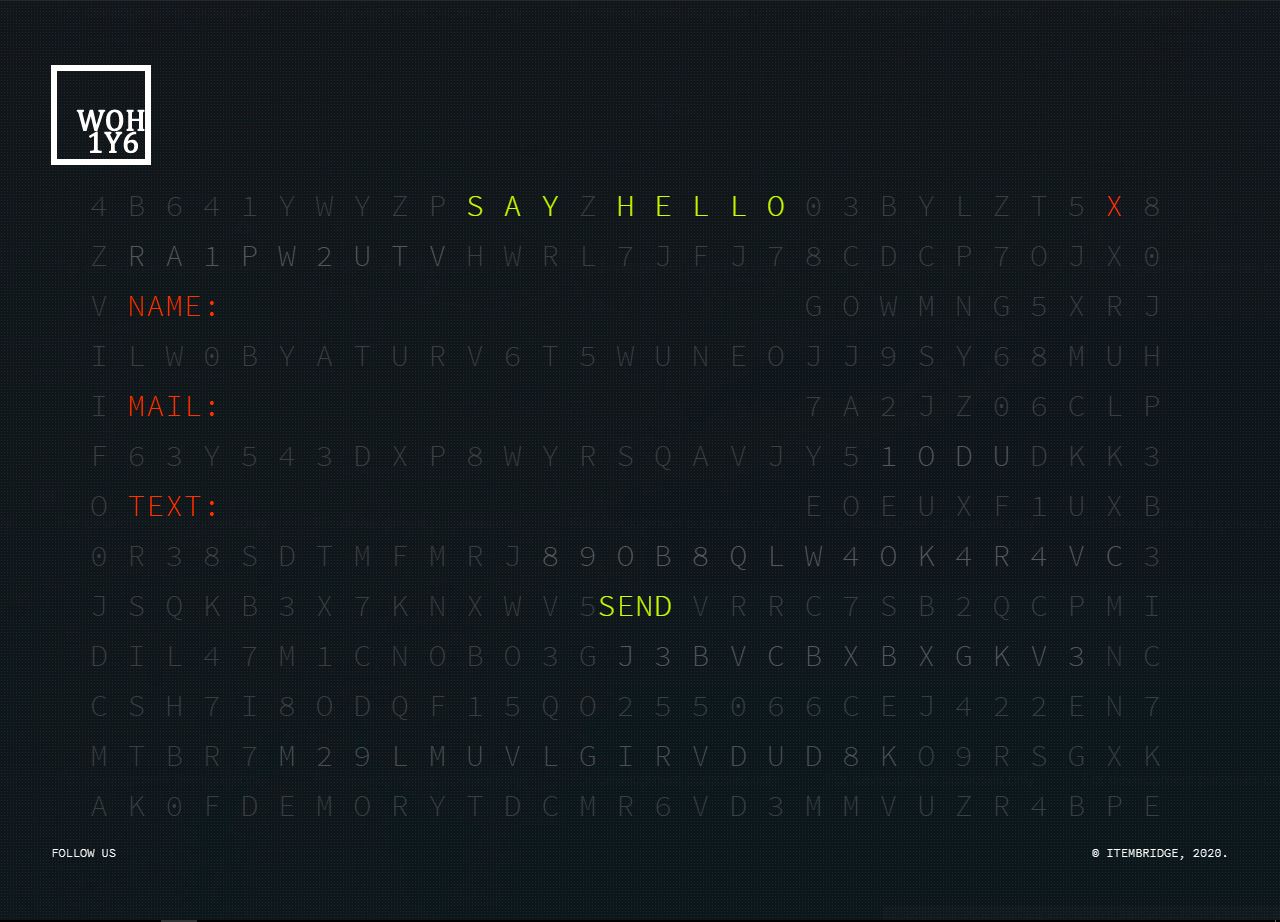 WOH
1Y6
4 B 6 4 1 Y W Y Z P S A Y Z H E L L O 0 3 B Y L Z T 5 X 8
Z R A 1 P W 2 U T V H W R L 7 J F J 7 8 C D C P 7 O J X 0
V NAME: G O W M N G 5 X R J
I L W 0 B Y A T U R V 6 T 5 W U N E O J J 9 S Y 6 8 M U H
I MAIL: 7 A 2 J Z 0 6 C L P
F 6 3 Y 5 4 3 D X P 8 W Y R S Q A V J Y 5 1 O D U D K K 3
O TEXT: E O E U X F 1 U X B
0 R 3 8 S D T M F M R J 8 9 O B 8 Q L W 4 O K 4 R 4 V C 3
J S Q K B 3 X 7 K N X W V 5 SEND V R R C 7 S B 2 Q C P M I
D I L 4 7 M 1 C N O B O 3 G J 3 B V C B X B X G K V 3 N C
C S H 7 I 8 O D Q F 1 5 Q O 2 5 5 0 6 6 C E J 4 2 2 E N 7
M T B R 7 M 2 9 L M U V L G I R V D U D 8 K O 9 R S G X K
A K 0 F D E M O R Y T D C M R 6 V D 3 M M V U Z R 4 B P E
FOLLOW US
© ITEMBRIDGE, 2020.